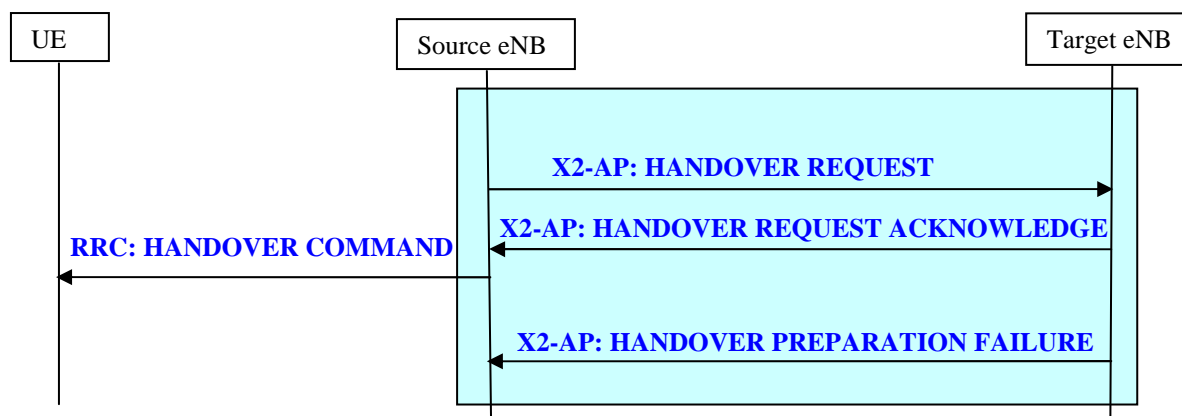 UE
Source eNB
Target eNB
X2-AP: HANDOVER REQUEST
X2-AP: HANDOVER REQUEST ACKNOWLEDGE
RRC: HANDOVER COMMAND
X2-AP: HANDOVER PREPARATION FAILURE